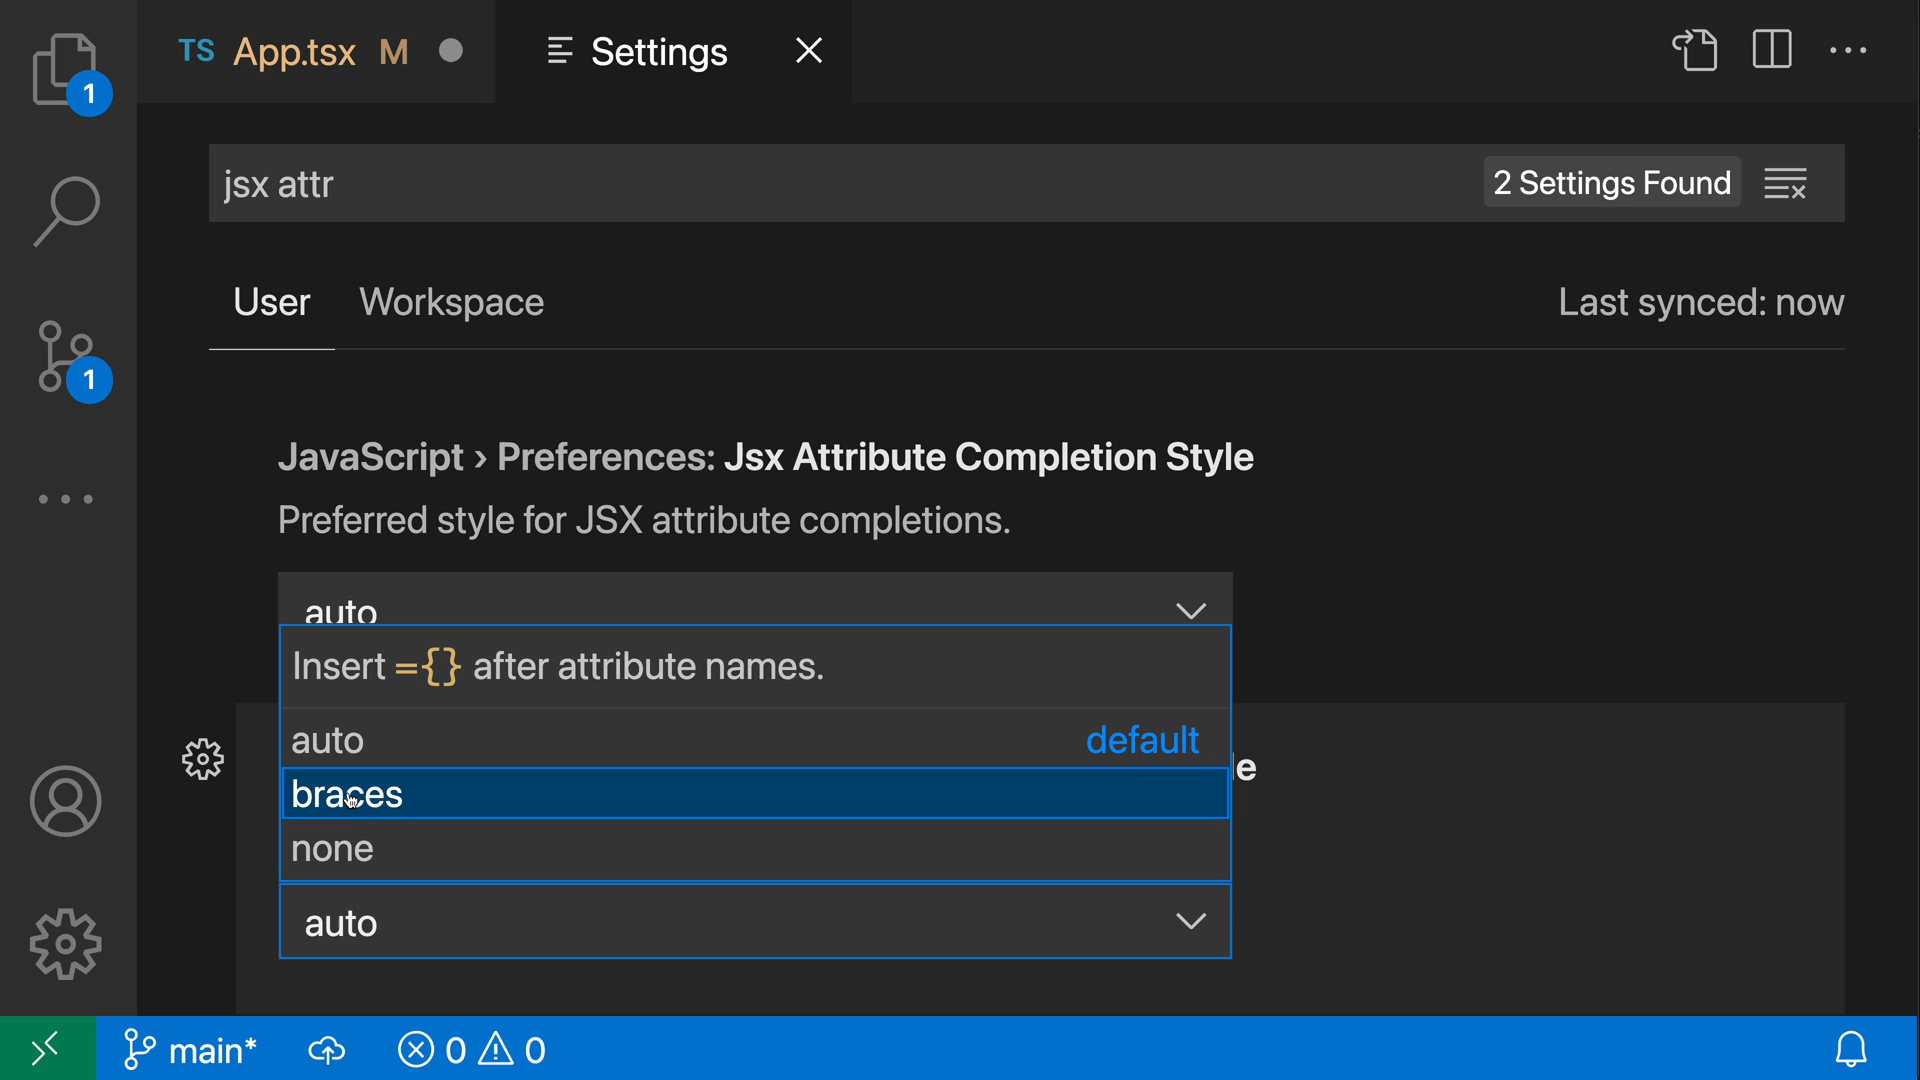 TS App.tsx M
Settings
1
jsx attr
2 Settings Found
User
Workspace
Last synced: now
1
JavaScript › Preferences: Jsx Attribute Completion Style
Preferred style for JSX attribute completions.
auto
Insert ={} after attribute names.
auto default
le
braces
none
auto
main*
0
0